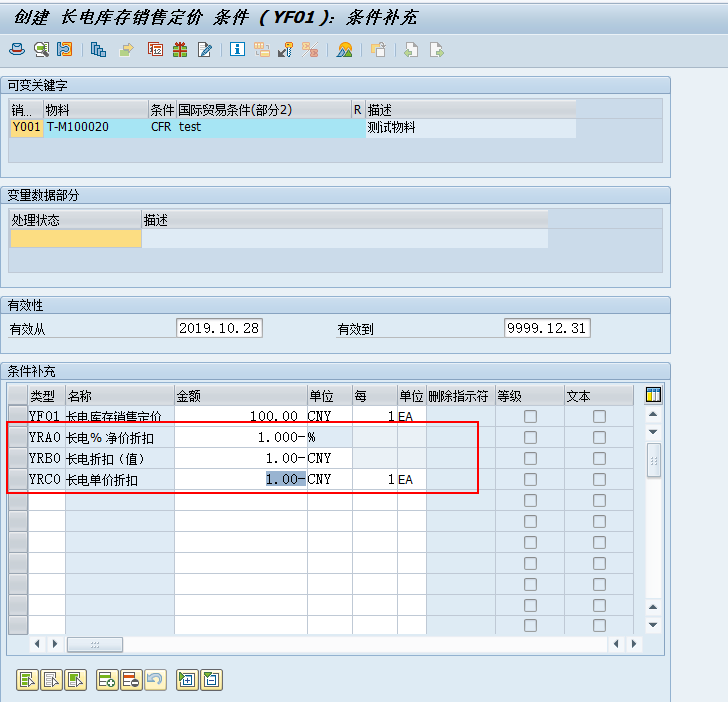 创建 长电库存销售定价 条件 ( YF01 ): 条件补充
可变关键字
销... 物料 条件 国际贸易条件(部分2) R 描述
Y001 T-M100020 CFR test 测试物料
变量数据部分
处理状态 描述
有效性
有效从 2019.10.28 有效到 9999.12.31
条件补充
类型 名称 金额 单位 每 单位 删除指示符 等级 文本
YF01 长电库存销售定价 100.00 CNY 1 EA
YRA0 长电% 净价折扣 1.000- %
YRB0 长电折扣（值） 1.00- CNY
YRC0 长电单价折扣 1.00- CNY 1 EA